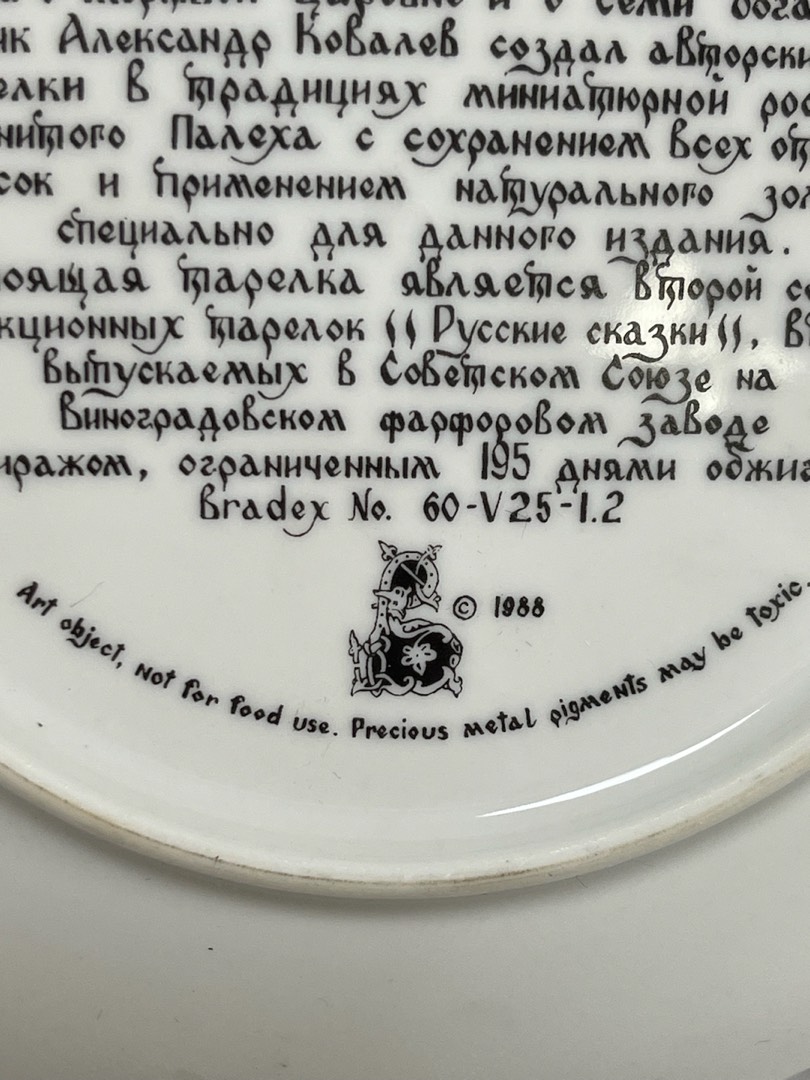 Александр Ковалев создал
в традициях миниатюрной
Палеха с сохранением всех
и применением натурального
специально для данного издания.
тарелка является второй
тарелок "Русские сказки",
выпускаемых в Советском Союзе на
Виноградовском фарфоровом заводе
ограниченным 195 днями
Bradex No. 60-V25-1.2
© 1988
Art object, not for food use. Precious metal pigments may be toxic.